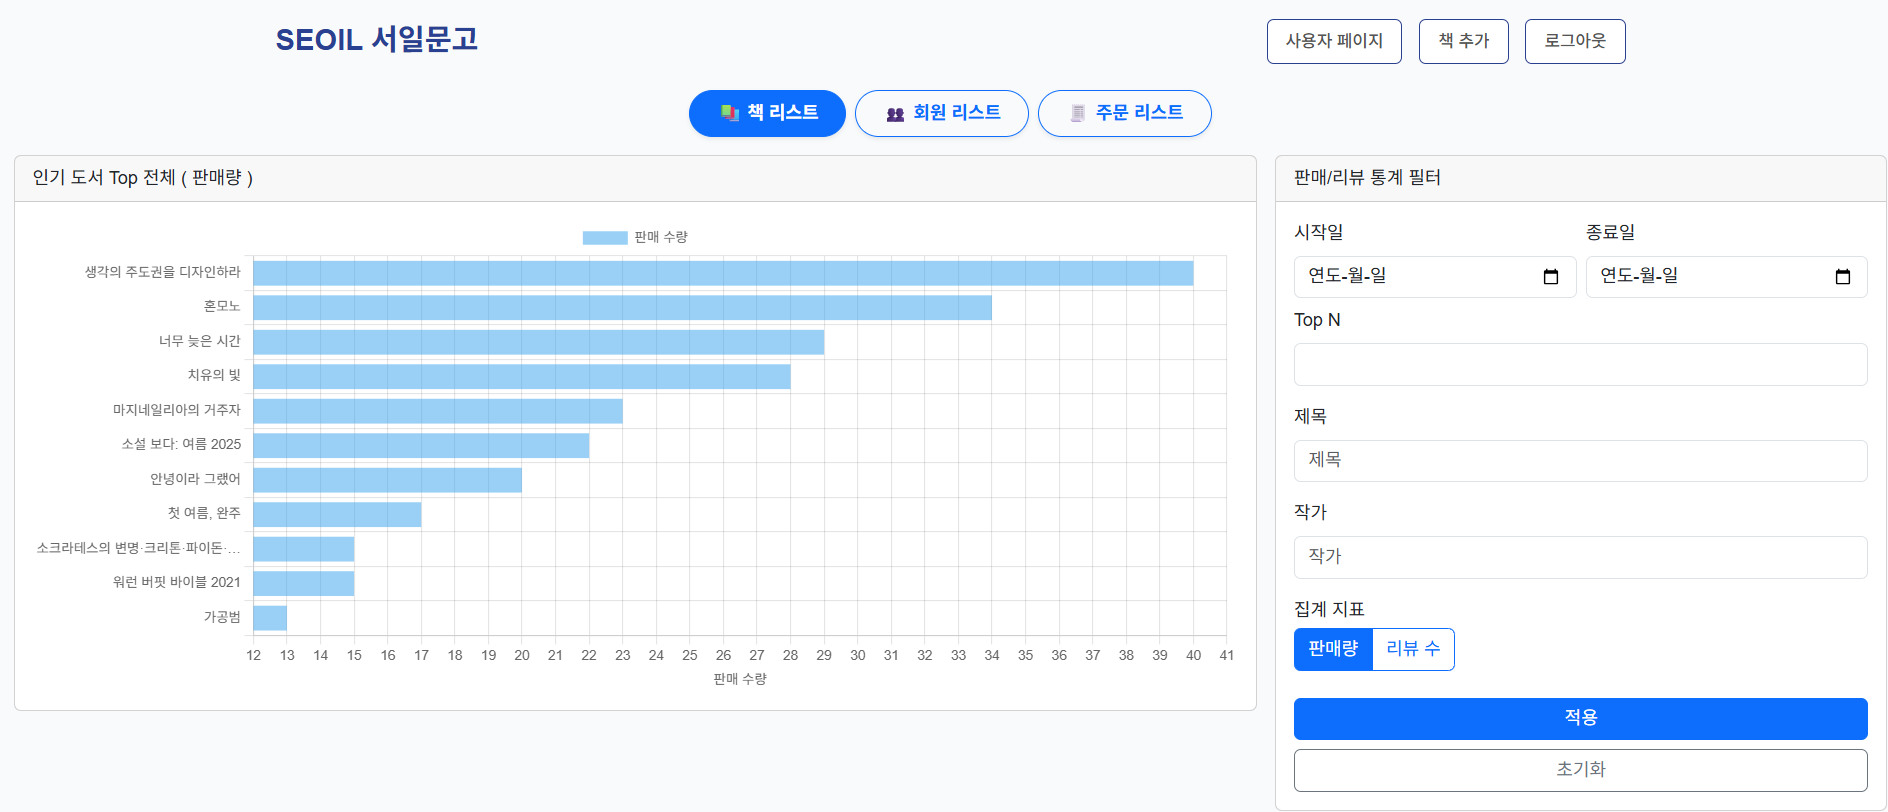 SEOIL 서일문고
사용자 페이지
책 추가
로그아웃
책 리스트
회원 리스트
주문 리스트
인기 도서 Top 전체 ( 판매량 )
판매 수량
생각의 주도권을 디자인하라
혼모노
너무 늦은 시간
치유의 빛
마지네일리아의 거주자
소설 보다: 여름 2025
안녕이라 그랬어
첫 여름, 완주
소크라테스의 변명·크리톤·파이돈·…
워런 버핏 바이블 2021
가공범
12 13 14 15 16 17 18 19 20 21 22 23 24 25 26 27 28 29 30 31 32 33 34 35 36 37 38 39 40 41
판매 수량
판매/리뷰 통계 필터
시작일
종료일
연도-월-일
연도-월-일
Top N
제목
제목
작가
작가
집계 지표
판매량
리뷰 수
적용
초기화